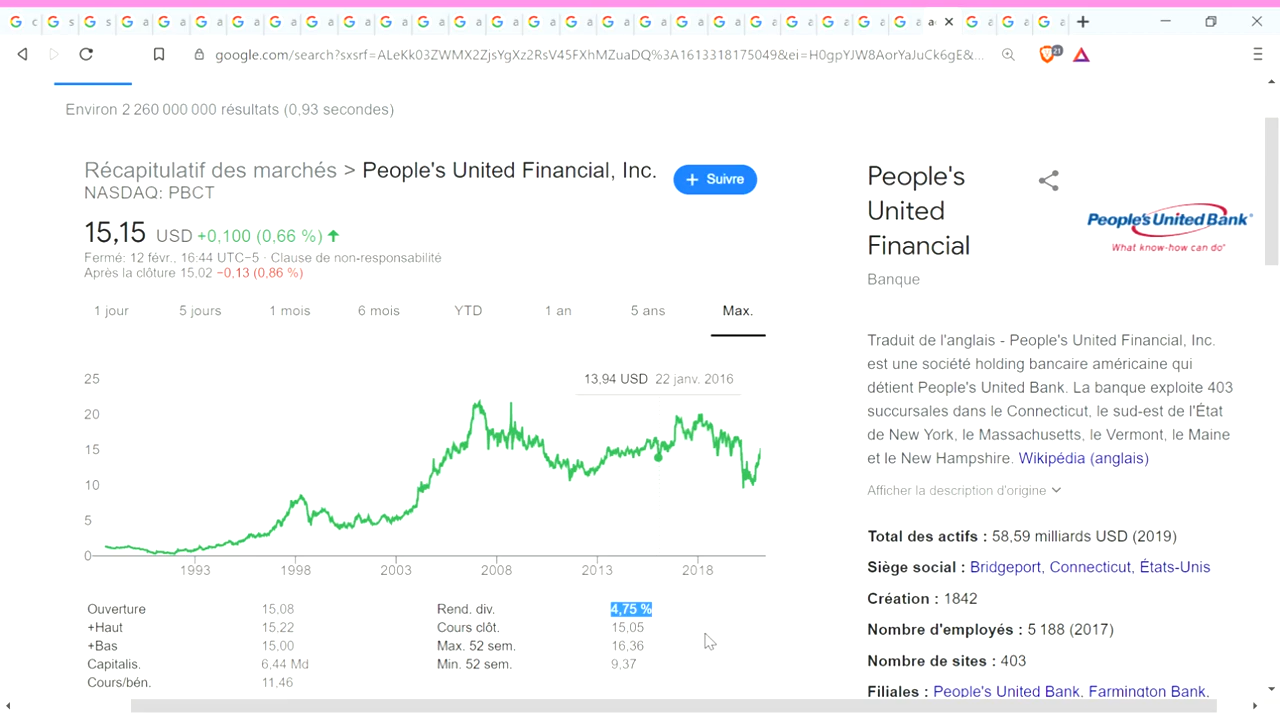 google.com/search?sxsrf=ALeKk03ZWMX2ZjsYgXz2RsV45FXhMZuaDQ%3A1613318175049&ei=H0gpYJW8AorYaJuCk6gE&...
21
Environ 2 260 000 000 résultats (0,93 secondes)
Récapitulatif des marchés > People's United Financial, Inc.
NASDAQ: PBCT
+ Suivre
15,15 USD +0,100 (0,66 %)
Fermé: 12 févr., 16:44 UTC−5 · Clause de non-responsabilité
Après la clôture 15,02 −0,13 (0,86 %)
1 jour 5 jours 1 mois 6 mois YTD 1 an 5 ans Max.
13,94 USD 22 janv. 2016
25
20
15
10
5
0
1993 1998 2003 2008 2013 2018
Ouverture 15,08 Rend. div. 4,75 %
+Haut 15,22 Cours clôt. 15,05
+Bas 15,00 Max. 52 sem. 16,36
Capitalis. 6,44 Md Min. 52 sem. 9,37
Cours/bén. 11,46
People's
United
Financial
Banque
People's United Bank
What know-how can do
Traduit de l'anglais - People's United Financial, Inc.
est une société holding bancaire américaine qui
détient People's United Bank. La banque exploite 403
succursales dans le Connecticut, le sud-est de l'État
de New York, le Massachusetts, le Vermont, le Maine
et le New Hampshire. Wikipédia (anglais)
Afficher la description d'origine
Total des actifs : 58,59 milliards USD (2019)
Siège social : Bridgeport, Connecticut, États-Unis
Création : 1842
Nombre d'employés : 5 188 (2017)
Nombre de sites : 403
Filiales : People's United Bank, Farmington Bank,